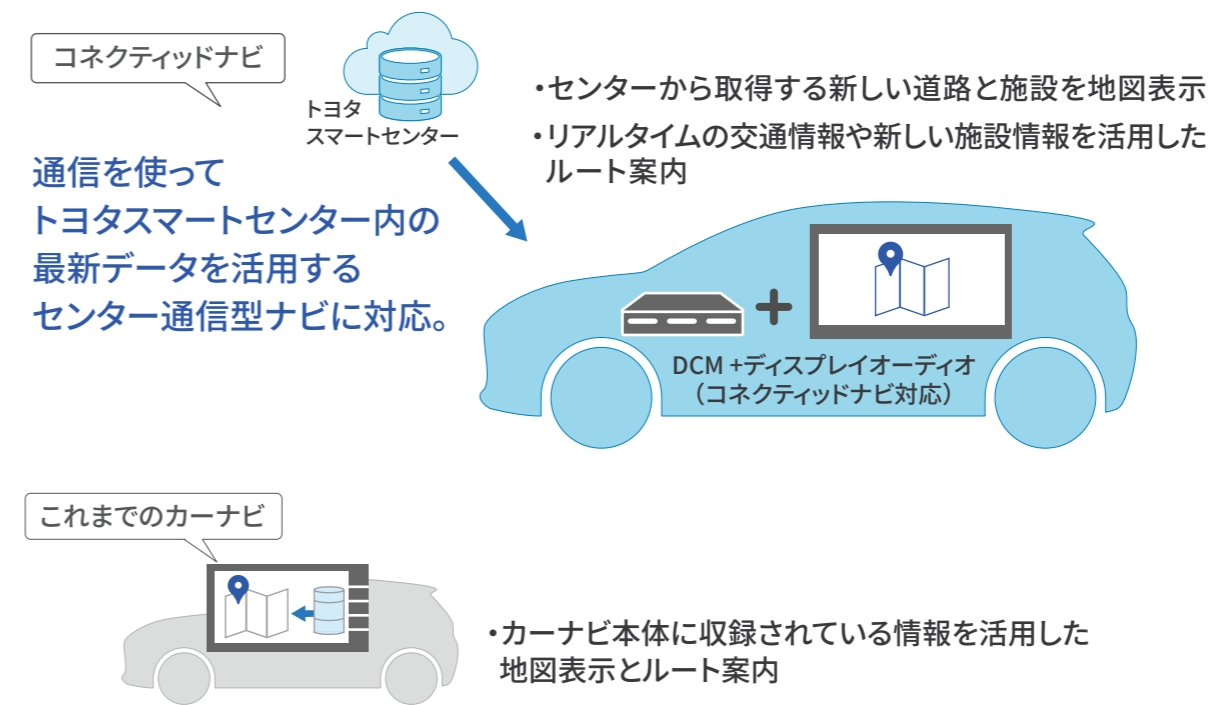 コネクティッドナビ
トヨタ
スマートセンター
・センターから取得する新しい道路と施設を地図表示
・リアルタイムの交通情報や新しい施設情報を活用した
ルート案内
通信を使って
トヨタスマートセンター内の
最新データを活用する
センター通信型ナビに対応。
DCM +ディスプレイオーディオ
（コネクティッドナビ対応）
これまでのカーナビ
・カーナビ本体に収録されている情報を活用した
地図表示とルート案内